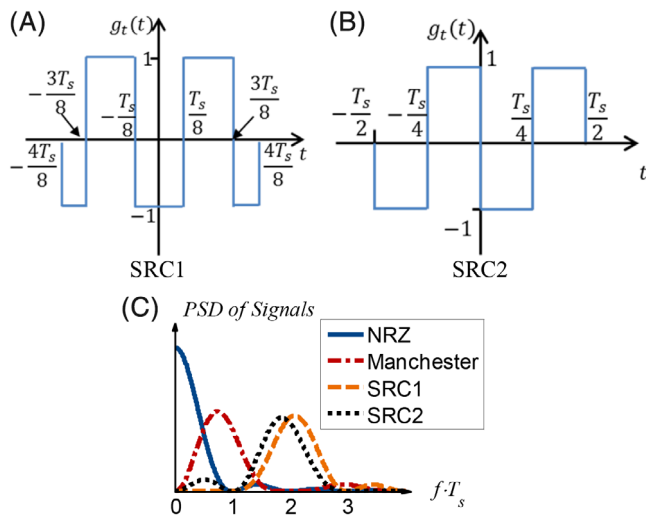 (A)
g_t(t)
1
-3T_s/8
-T_s/8
T_s/8
3T_s/8
-4T_s/8
4T_s/8
t
-1
SRC1
(B)
g_t(t)
1
-T_s/2
-T_s/4
T_s/4
T_s/2
t
-1
SRC2
(C)
PSD of Signals
NRZ
Manchester
SRC1
SRC2
0 1 2 3
f·T_s